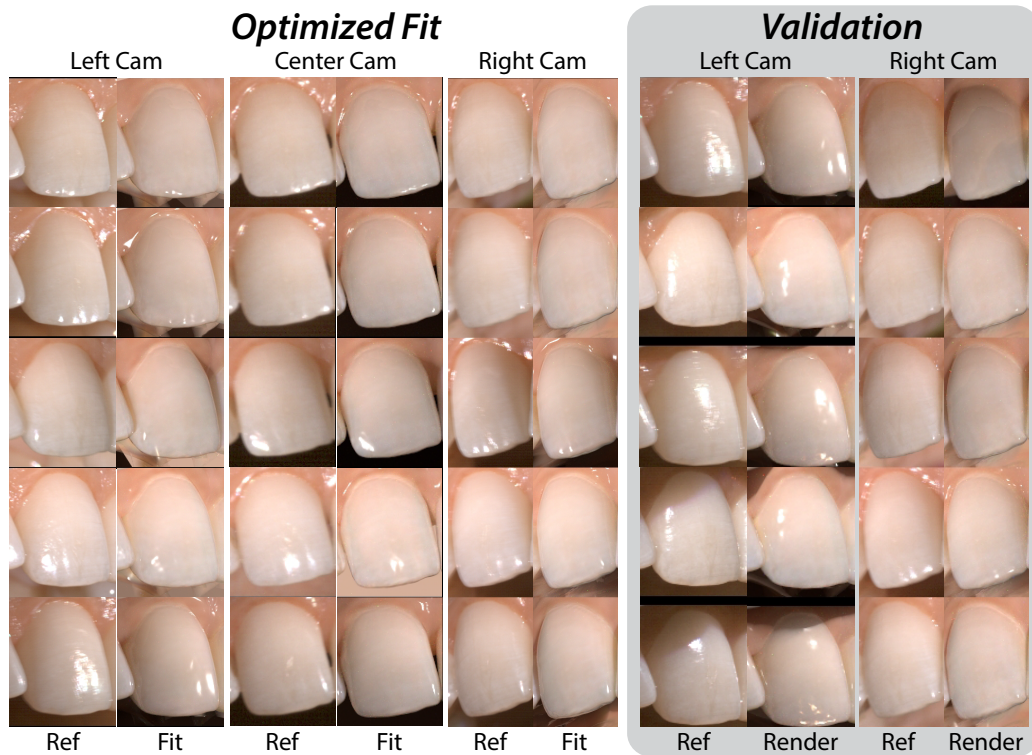 Optimized Fit
Validation
Left Cam Center Cam Right Cam Left Cam Right Cam
Ref Fit Ref Fit Ref Fit Ref Render Ref Render